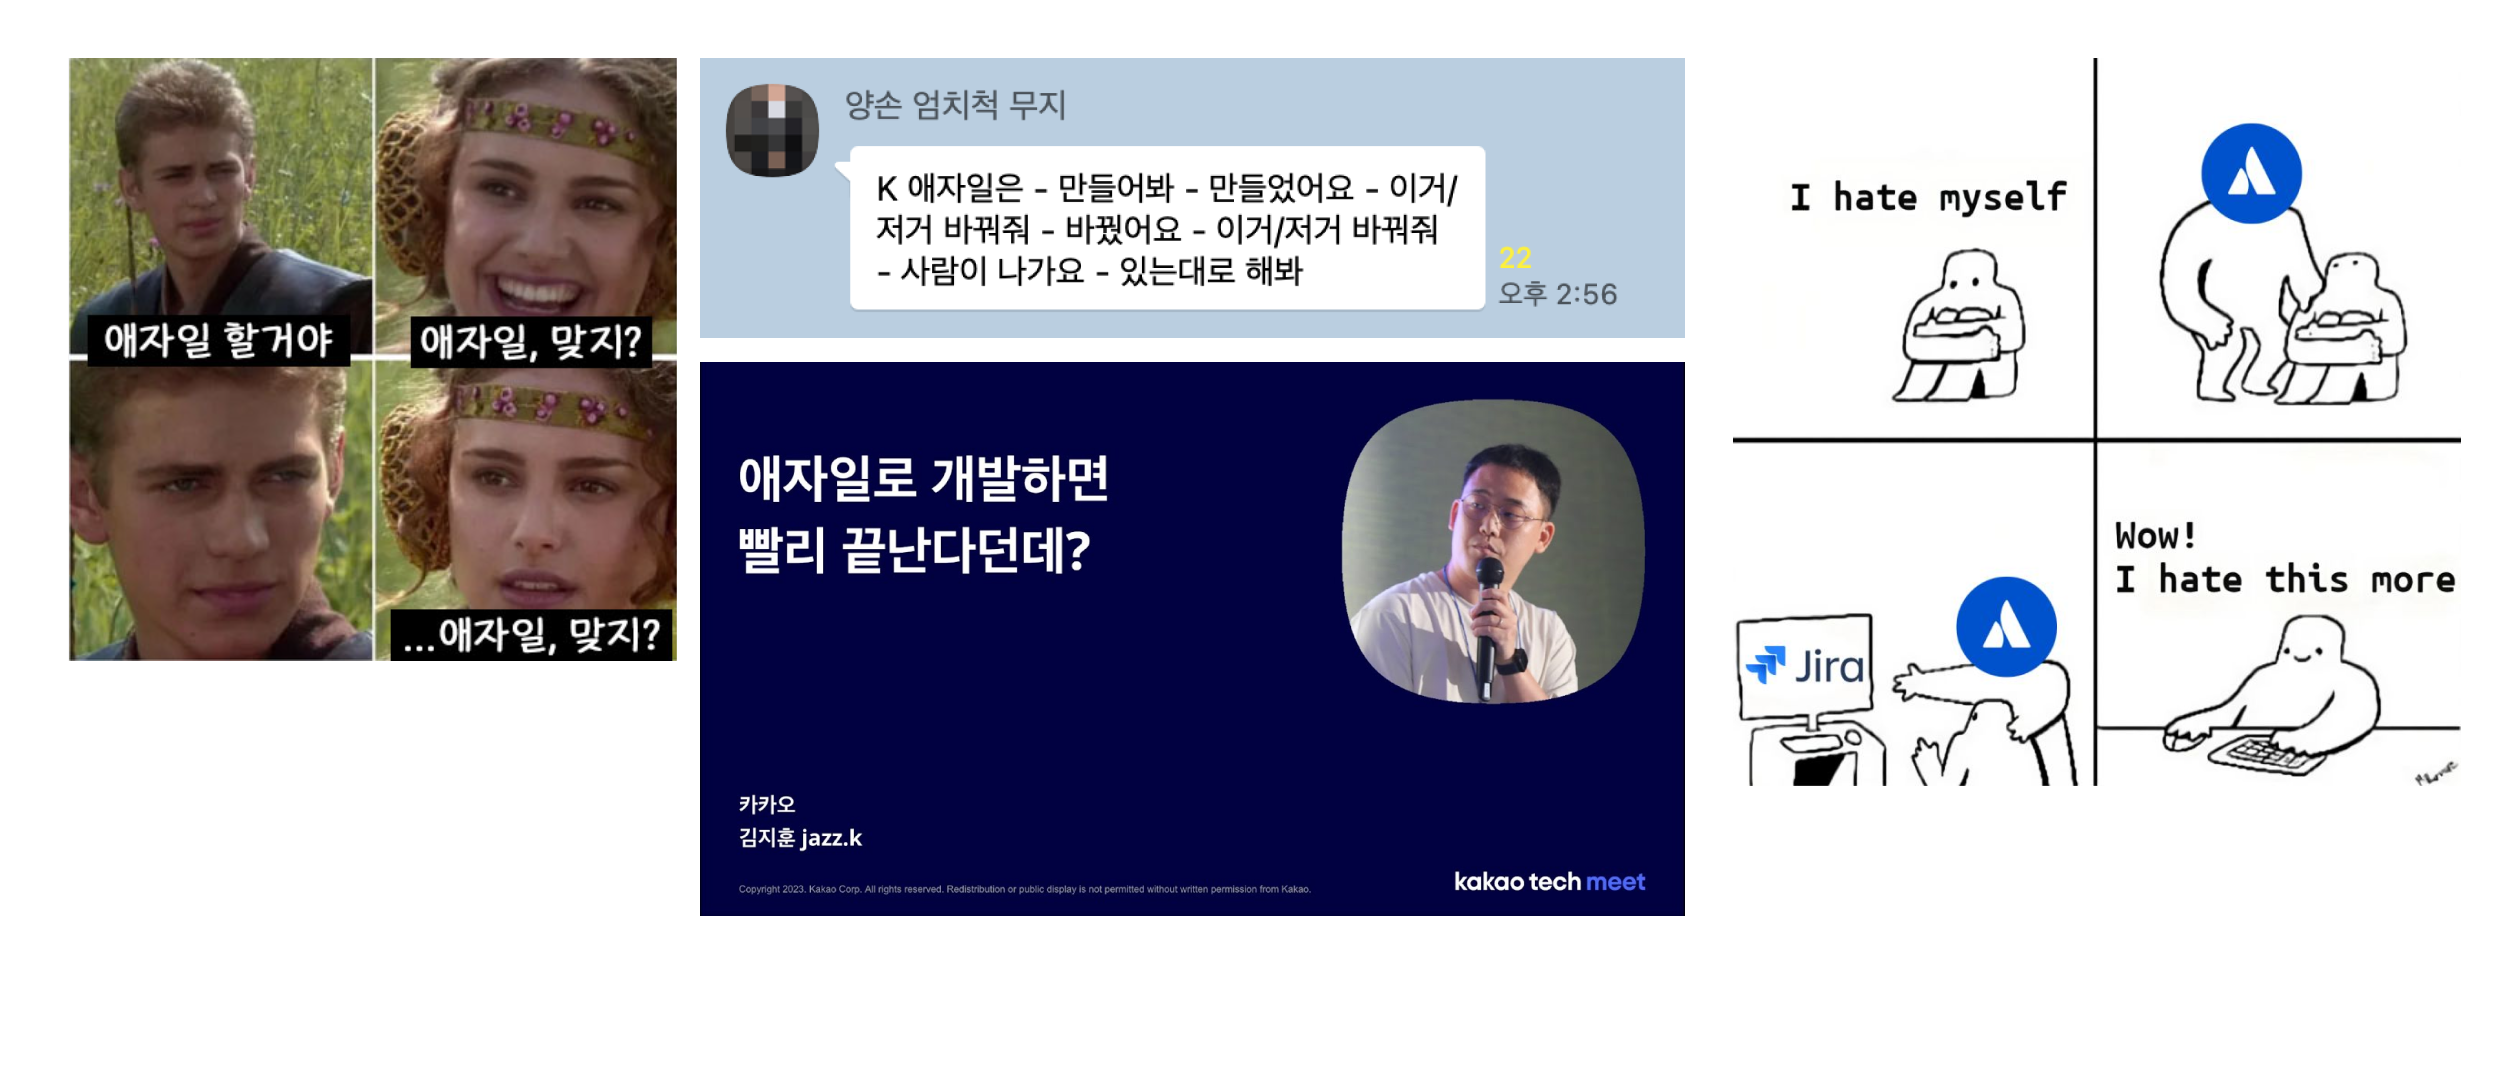 애자일 할거야
애자일, 맞지?
...애자일, 맞지?
양손 엄치척 무지
K 애자일은 - 만들어봐 - 만들었어요 - 이거/
저거 바꿔줘 - 바꿨어요 - 이거/저거 바꿔줘
- 사람이 나가요 - 있는대로 해봐
22
오후 2:56
애자일로 개발하면
빨리 끝난다던데?
카카오
김지훈 jazz.k
Copyright 2023. Kakao Corp. All rights reserved. Redistribution or public display is not permitted without written permission from Kakao.
kakao tech meet
I hate myself
Jira
Wow!
I hate this more